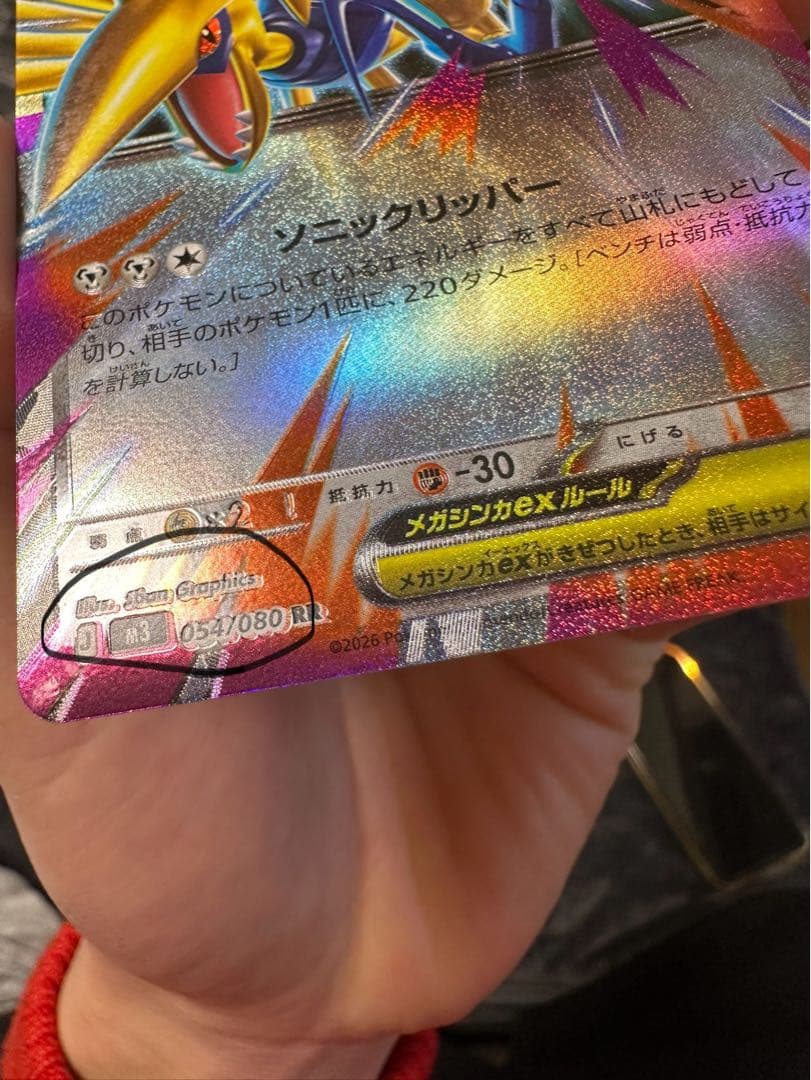 ソニックリッパー
このポケモンについているエネルギーをすべて山札にもどして
切り、相手のポケモン1匹に、220ダメージ。[ベンチは弱点・抵抗力
を計算しない。]
弱点 ×2 抵抗力 -30 にげる
メガシンカexルール
メガシンカexがきぜつしたとき、相手はサイ
Illus. 5ban Graphics
J M3 054/080 RR
©2026 GAME FREAK